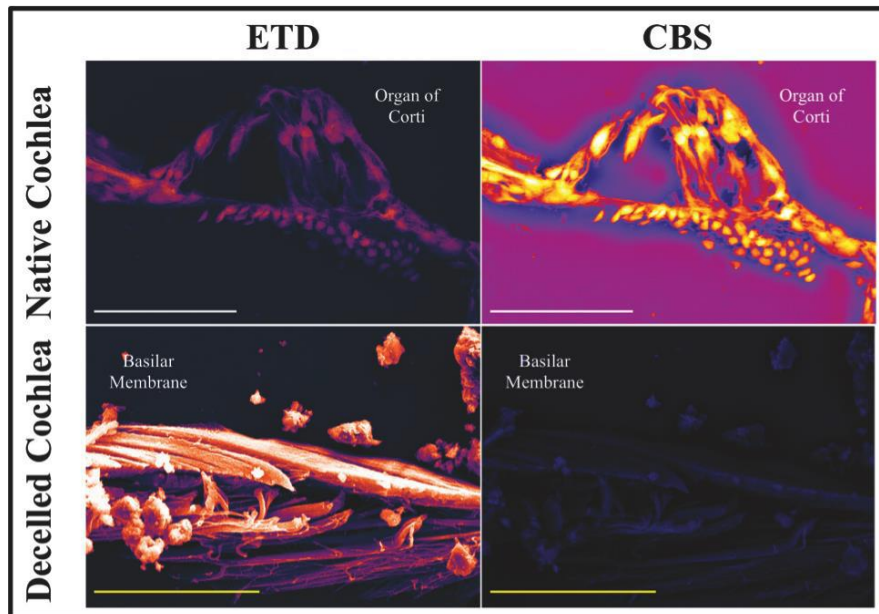 ETD
CBS
Native Cochlea
Organ of
Corti
Organ of
Corti
Decelled Cochlea
Basilar
Membrane
Basilar
Membrane